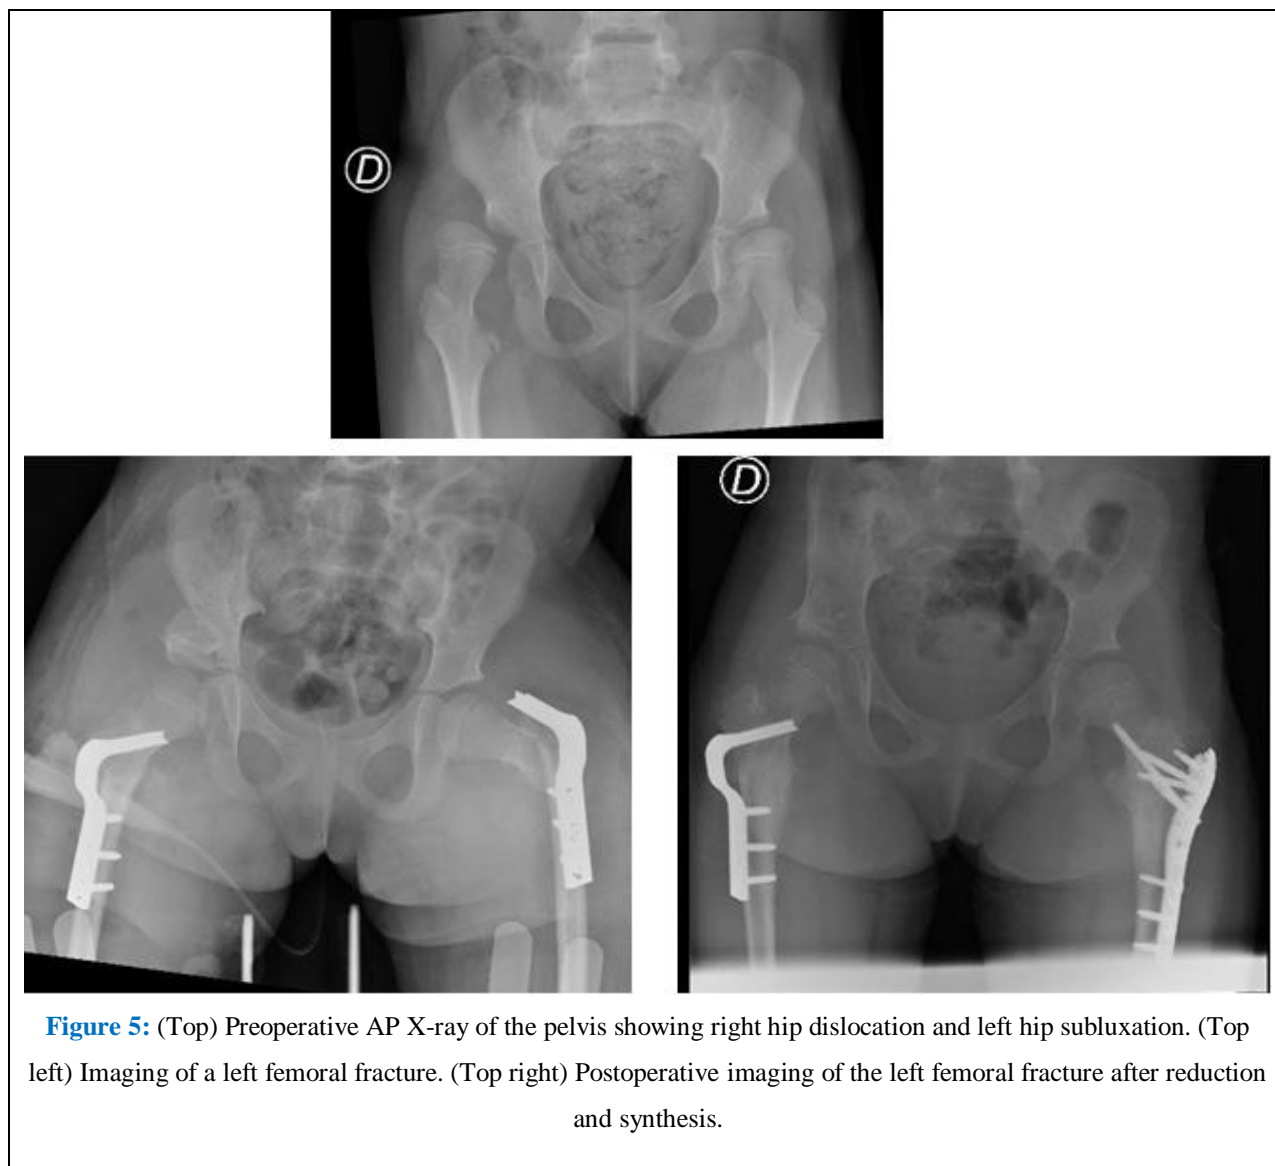 D
D
Figure 5: (Top) Preoperative AP X-ray of the pelvis showing right hip dislocation and left hip subluxation. (Top
left) Imaging of a left femoral fracture. (Top right) Postoperative imaging of the left femoral fracture after reduction
and synthesis.